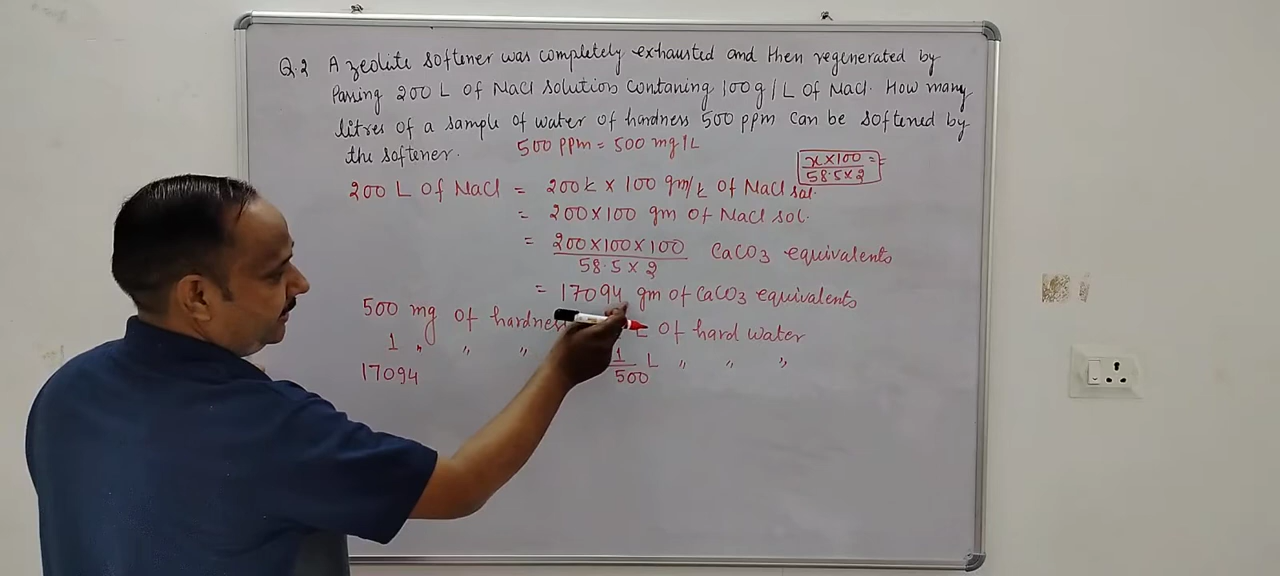 Q.2 A zeolite softener was completely exhausted and then regenerated by
Passing 200 L of NaCl solution contaning 100g/L of NaCl. How many
litres of a sample of water of hardness 500 ppm can be softened by
the softener.
500 ppm = 500 mg/L
x×100 / 58.5×2 =
200 L of NaCl = 200L × 100 gm/L of NaCl sol.
= 200×100 gm of NaCl sol.
= 200×100×100 / 58.5×2 CaCO3 equivalents
= 17094 gm of CaCO3 equivalents
500 mg of hardness L of hard water
1 " " " 1/500 L " " "
17094